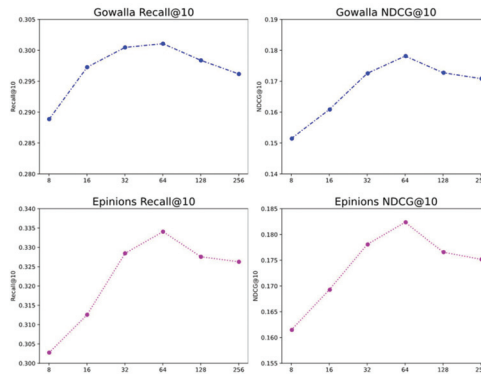 Gowalla Recall@10
Recall@10
0.305
0.300
0.295
0.290
0.285
0.280
8 16 32 64 128 256
Gowalla NDCG@10
NDCG@10
0.19
0.18
0.17
0.16
0.15
0.14
8 16 32 64 128 256
Epinions Recall@10
Recall@10
0.340
0.335
0.330
0.325
0.320
0.315
0.310
0.305
0.300
8 16 32 64 128 256
Epinions NDCG@10
NDCG@10
0.185
0.180
0.175
0.170
0.165
0.160
0.155
8 16 32 64 128 25